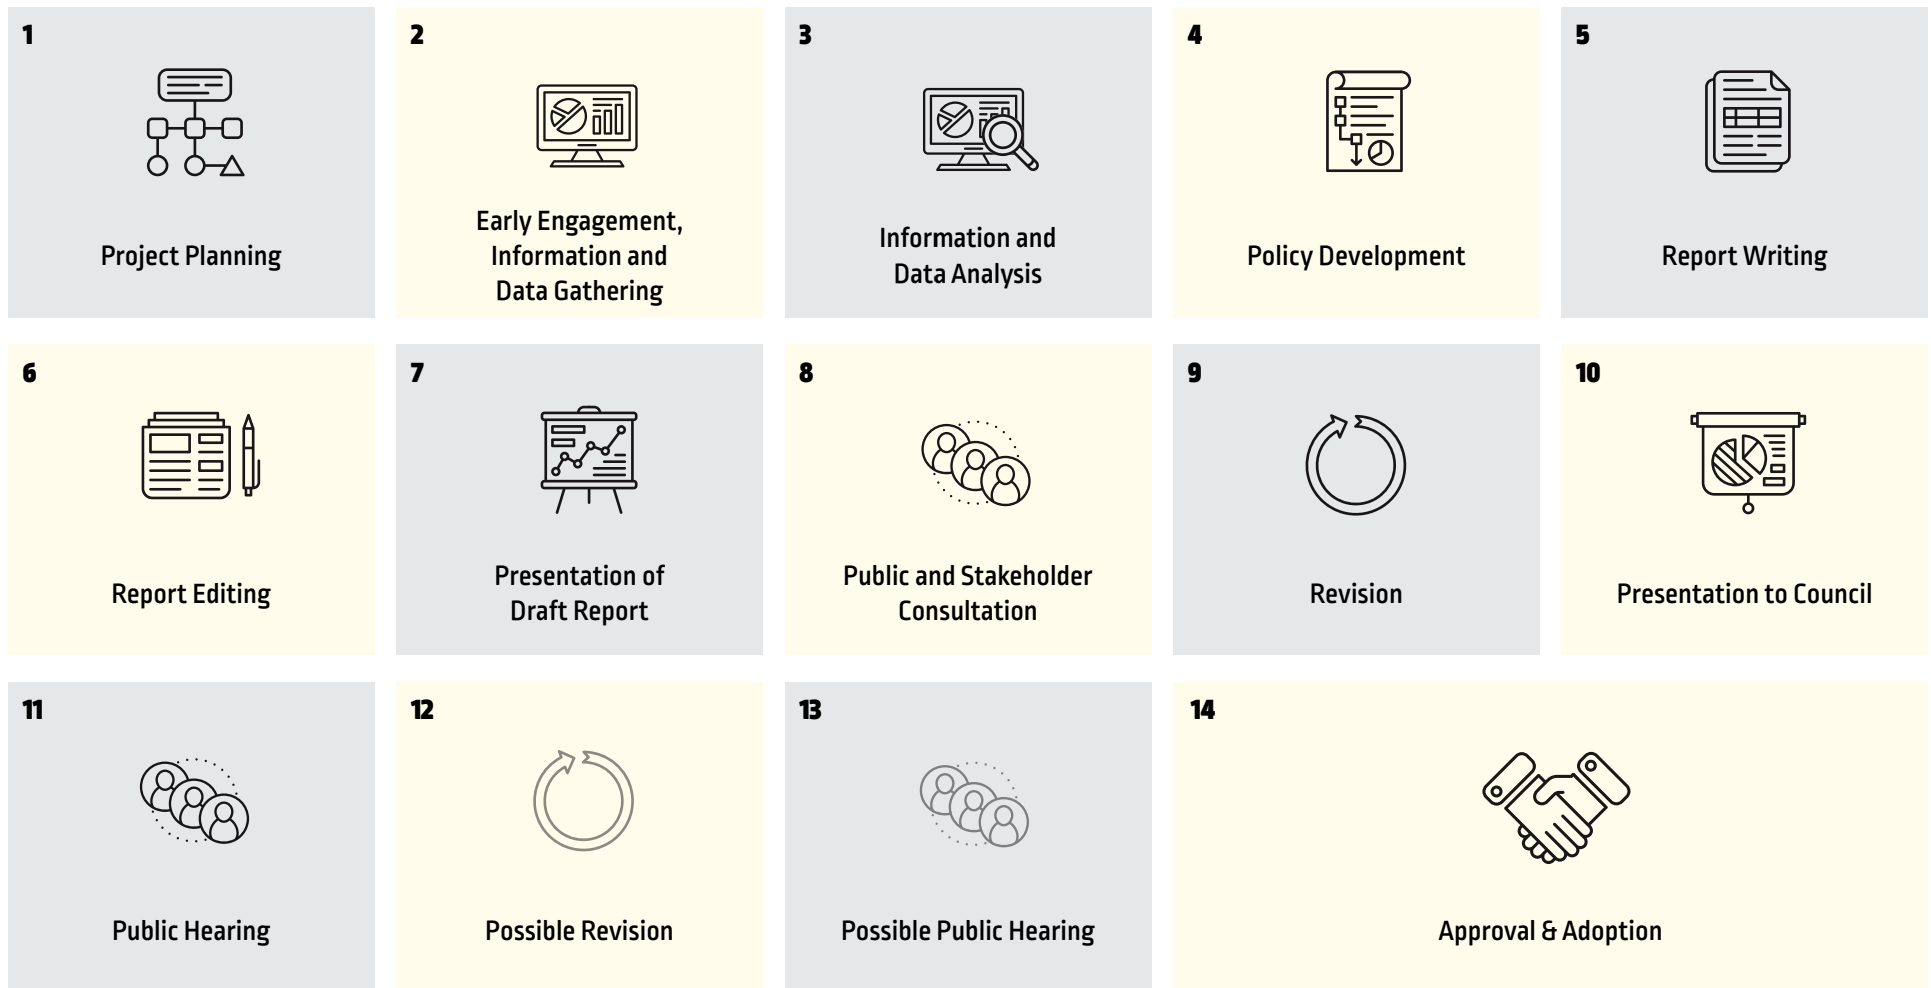 1
Project Planning
2
Early Engagement,
Information and
Data Gathering
3
Information and
Data Analysis
4
Policy Development
5
Report Writing
6
Report Editing
7
Presentation of
Draft Report
8
Public and Stakeholder
Consultation
9
Revision
10
Presentation to Council
11
Public Hearing
12
Possible Revision
13
Possible Public Hearing
14
Approval & Adoption